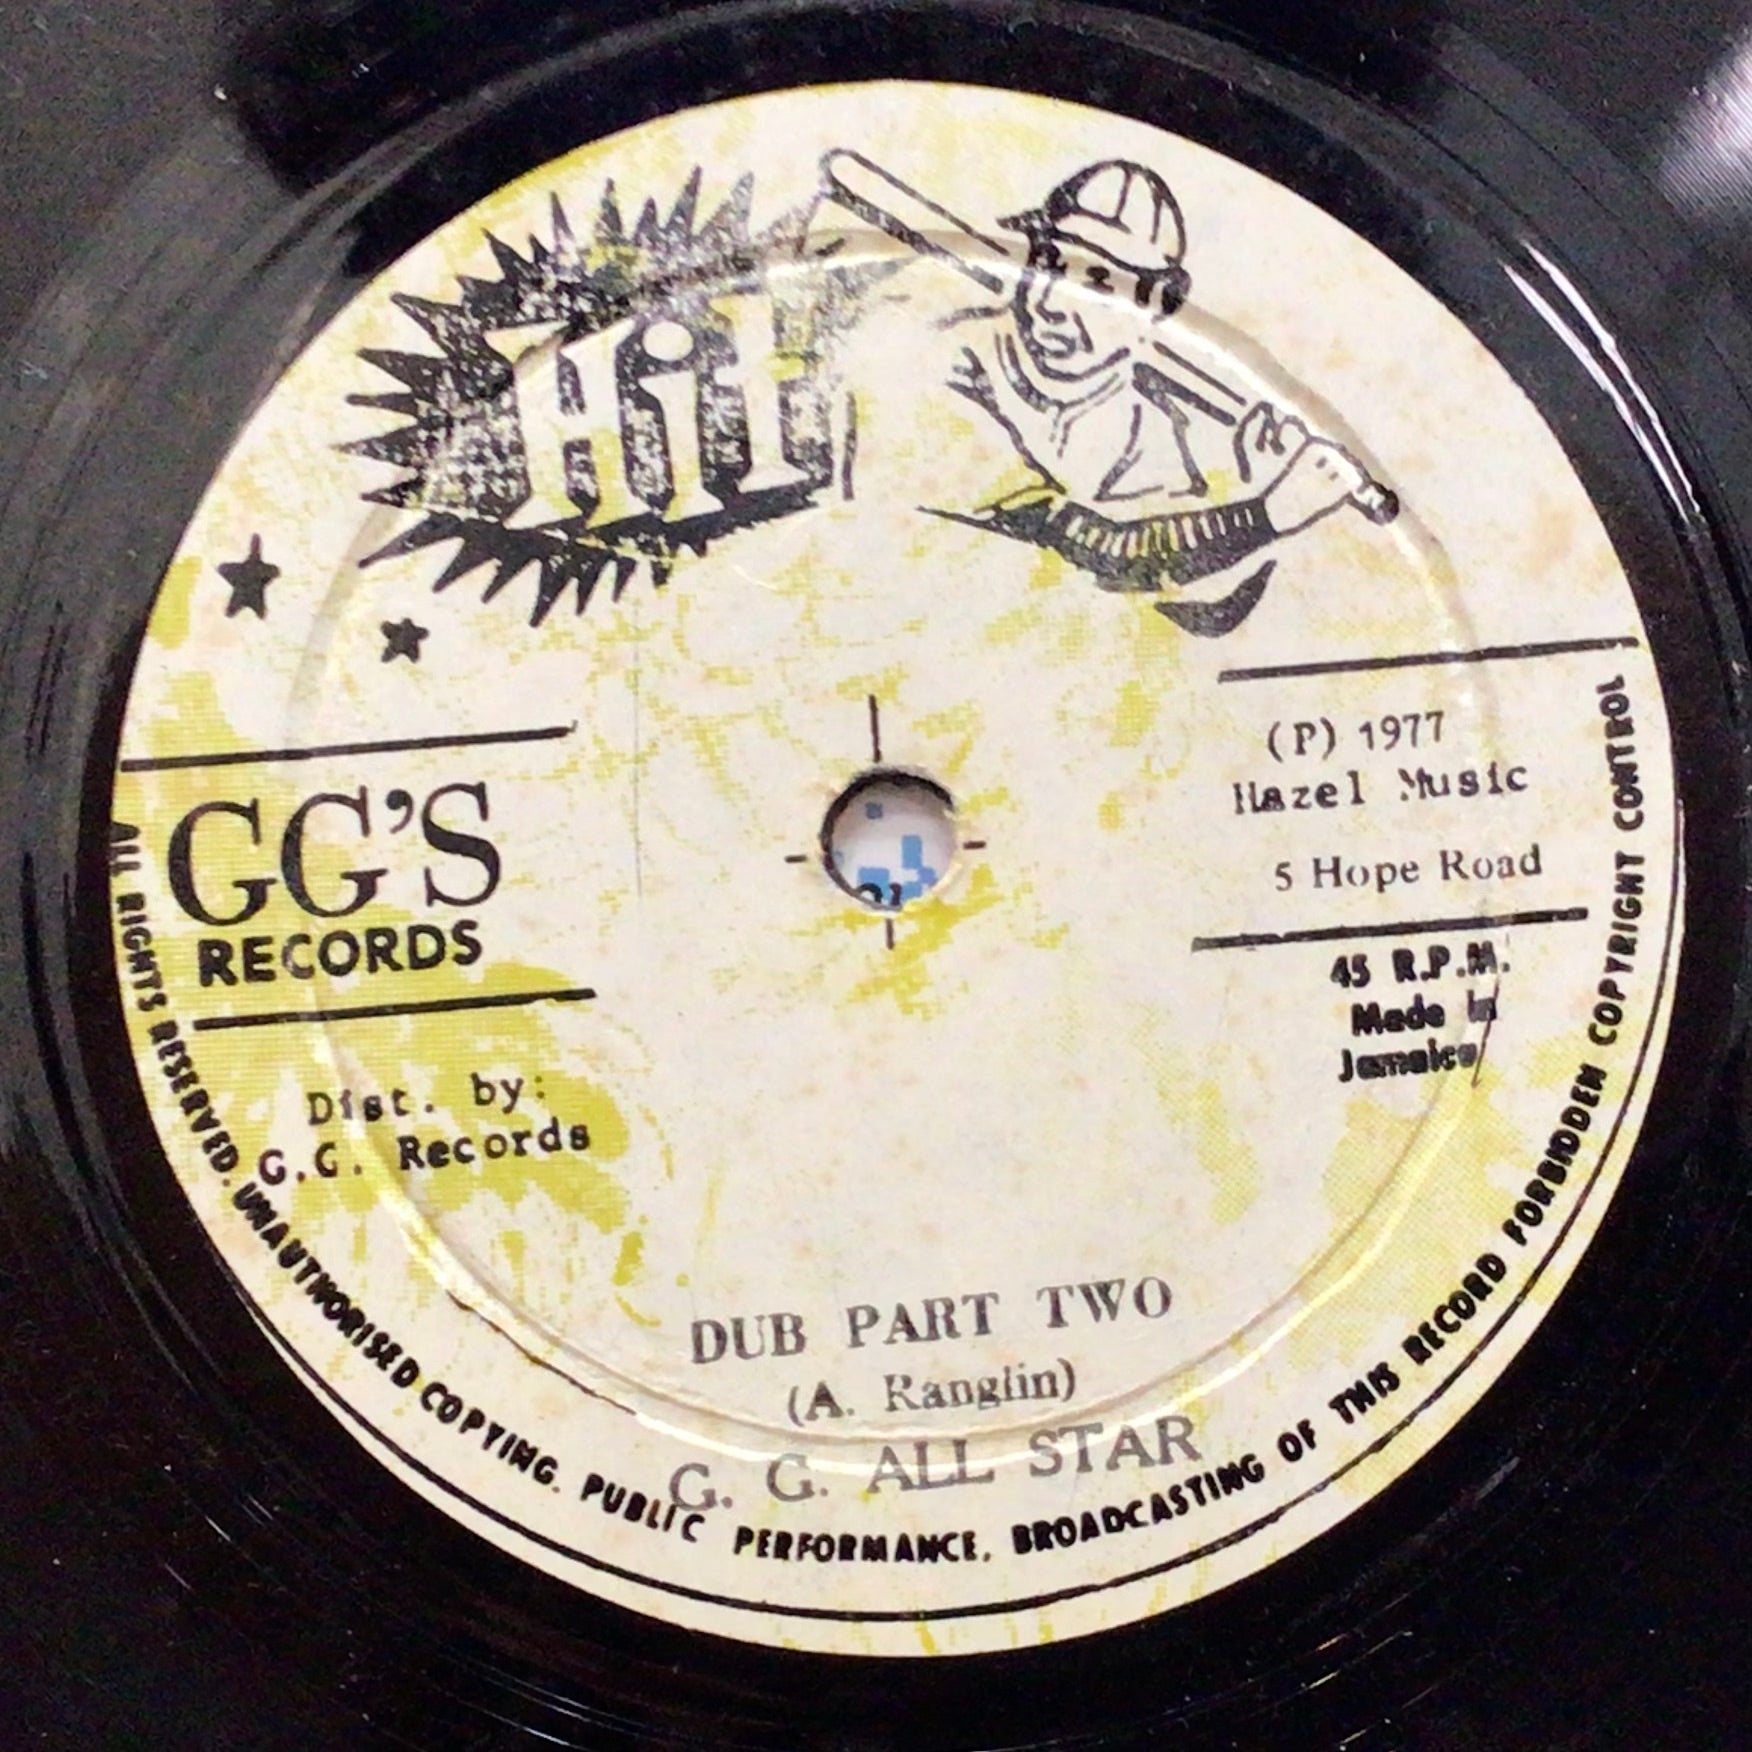 HiT
GG'S
RECORDS
Dist. by:
G.G. Records
(P) 1977
Hazel Music
5 Hope Road
45 R.P.M.
Made in
Jamaica
DUB PART TWO
(A. Ranglin)
G. G. ALL STAR
ALL RIGHTS RESERVED. UNAUTHORISED COPYING. PUBLIC PERFORMANCE. BROADCASTING OF THIS RECORD FORBIDDEN COPYRIGHT CONTROL